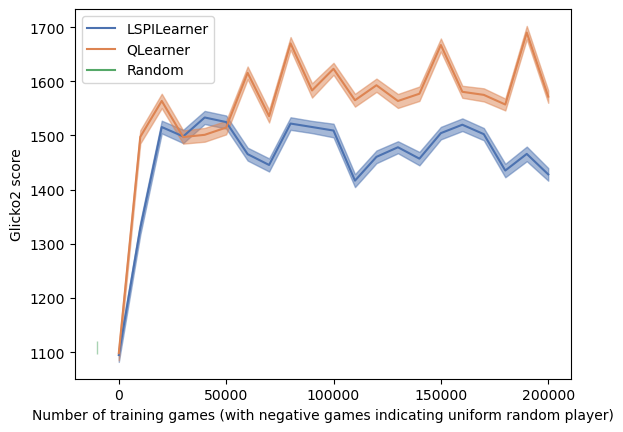 LSPILearner
QLearner
Random
Glicko2 score
1700
1600
1500
1400
1300
1200
1100
0
50000
100000
150000
200000
Number of training games (with negative games indicating uniform random player)